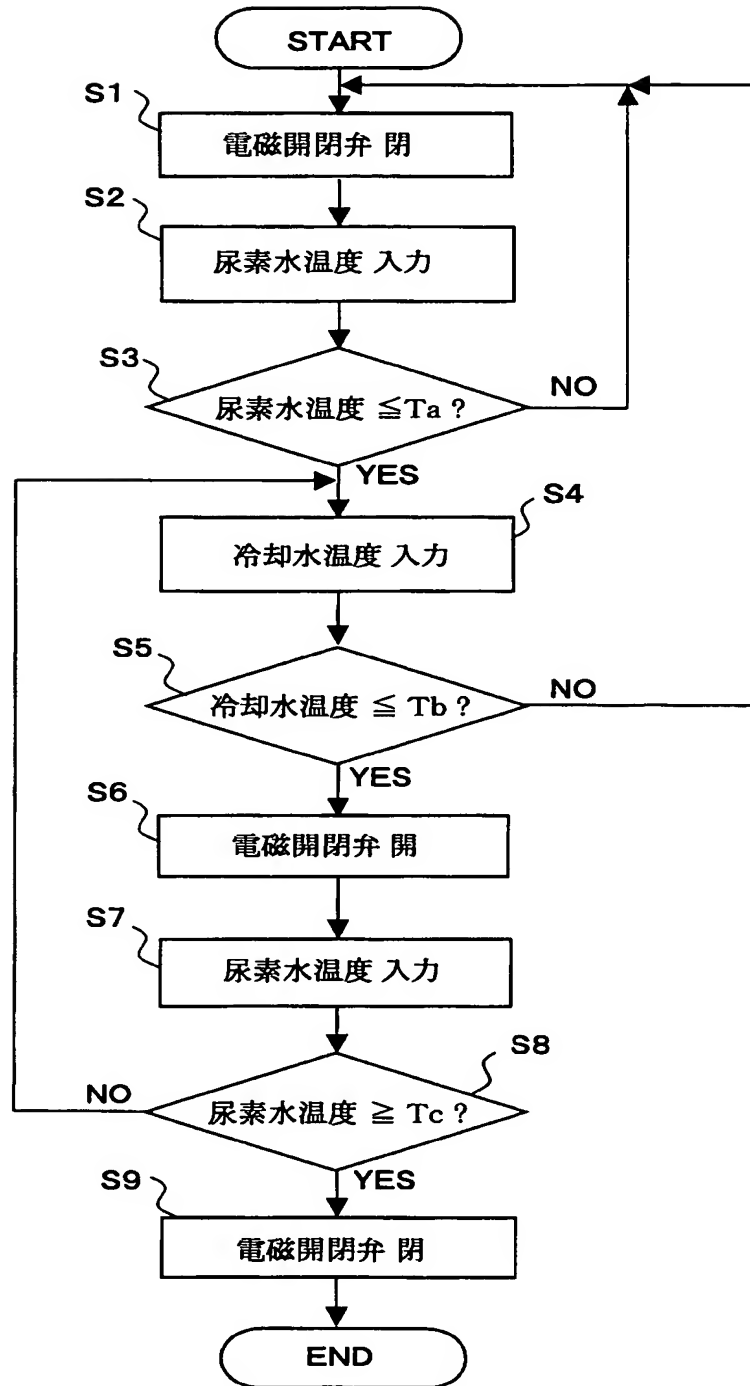 START
S1
電磁開閉弁 閉
S2
尿素水温度 入力
S3
尿素水温度 ≦Ta ?
NO
YES
S4
冷却水温度 入力
S5
冷却水温度 ≦ Tb ?
NO
YES
S6
電磁開閉弁 開
S7
尿素水温度 入力
S8
尿素水温度 ≧ Tc ?
NO
YES
S9
電磁開閉弁 閉
END